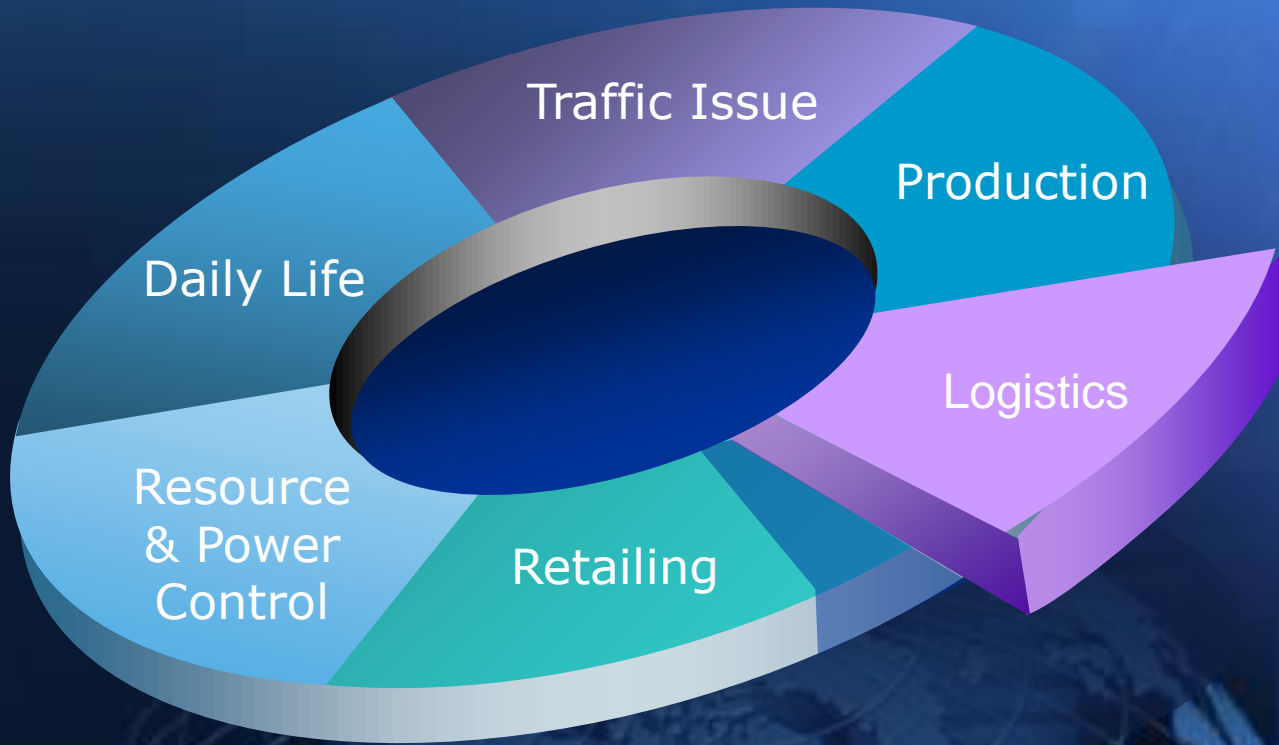 Traffic Issue
Production
Daily Life
Logistics
Resource
& Power
Control
Retailing